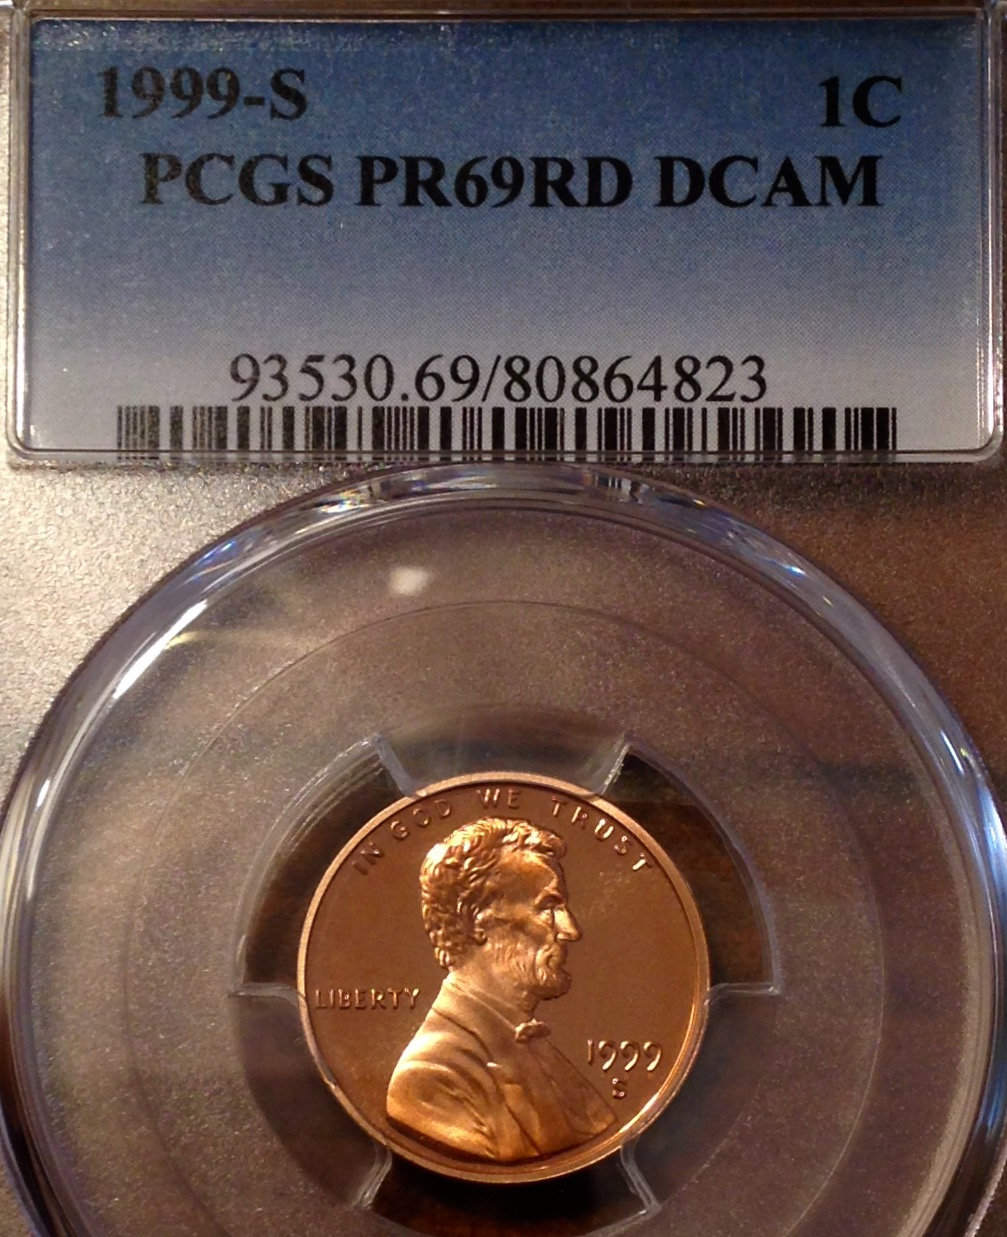 1999-S 1C
PCGS PR69RD DCAM
93530.69/80864823
IN GOD WE TRUST
LIBERTY
1999
S